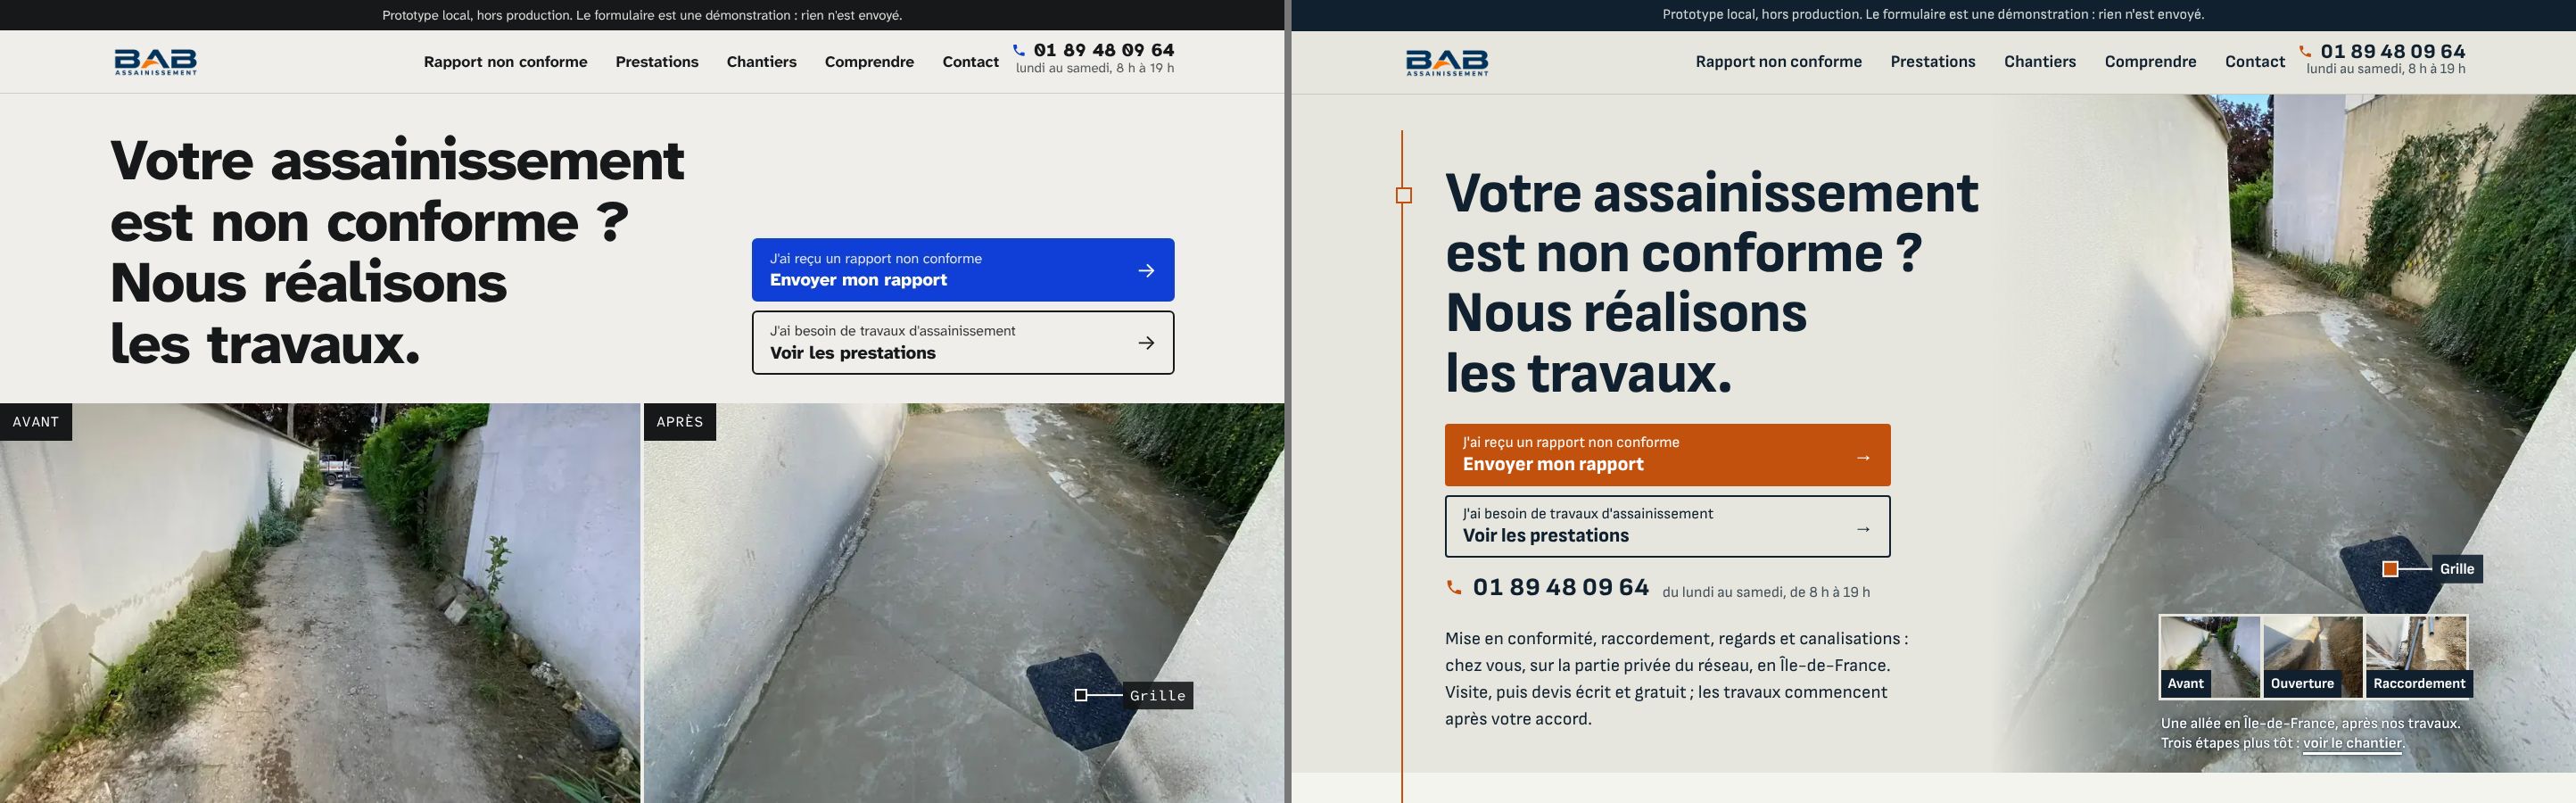 Prototype local, hors production. Le formulaire est une démonstration : rien n'est envoyé.
BAB
ASSAINISSEMENT
Rapport non conforme
Prestations
Chantiers
Comprendre
Contact
01 89 48 09 64
lundi au samedi, 8 h à 19 h
Votre assainissement
est non conforme ?
Nous réalisons
les travaux.
J'ai reçu un rapport non conforme
Envoyer mon rapport →
J'ai besoin de travaux d'assainissement
Voir les prestations →
AVANT
APRÈS
Grille
Prototype local, hors production. Le formulaire est une démonstration : rien n'est envoyé.
BAB
ASSAINISSEMENT
Rapport non conforme
Prestations
Chantiers
Comprendre
Contact
01 89 48 09 64
lundi au samedi, 8 h à 19 h
Votre assainissement
est non conforme ?
Nous réalisons
les travaux.
J'ai reçu un rapport non conforme
Envoyer mon rapport →
J'ai besoin de travaux d'assainissement
Voir les prestations →
01 89 48 09 64 du lundi au samedi, de 8 h à 19 h
Mise en conformité, raccordement, regards et canalisations :
chez vous, sur la partie privée du réseau, en Île-de-France.
Visite, puis devis écrit et gratuit ; les travaux commencent
après votre accord.
Grille
Avant
Ouverture
Raccordement
Une allée en Île-de-France, après nos travaux.
Trois étapes plus tôt : voir le chantier.